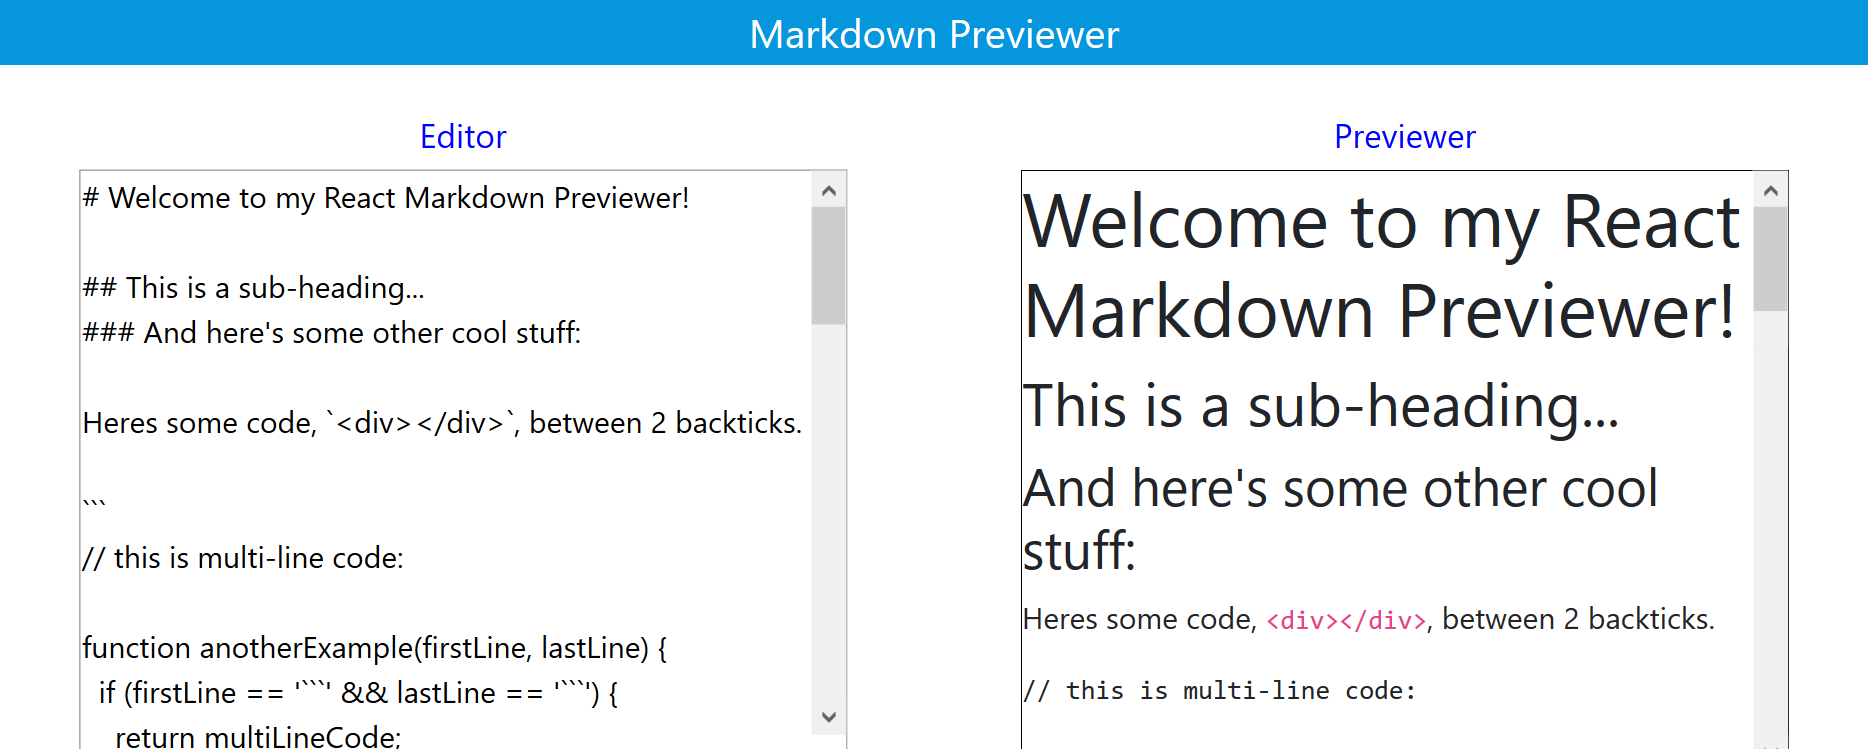 Markdown Previewer
Editor
# Welcome to my React Markdown Previewer!
## This is a sub-heading...
### And here's some other cool stuff:
Heres some code, `<div></div>`, between 2 backticks.
```
// this is multi-line code:
function anotherExample(firstLine, lastLine) {
  if (firstLine == '```' && lastLine == '```') {
    return multiLineCode;
Previewer
Welcome to my React
Markdown Previewer!
This is a sub-heading...
And here's some other cool
stuff:
Heres some code, <div></div>, between 2 backticks.
// this is multi-line code: